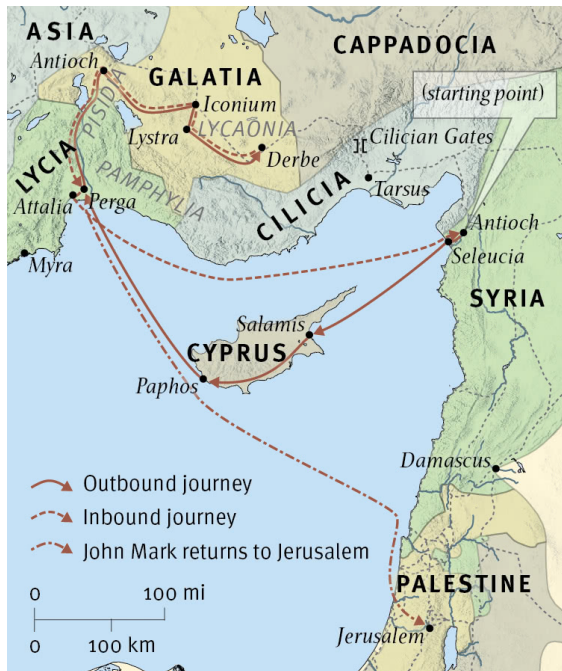 ASIA
Antioch
GALATIA
CAPPADOCIA
(starting point)
PISIDIA
Iconium
Lystra
LYCAŌNIA
Derbe
Cilician Gates
LYCIA
PAMPHYLIA
CILICIA
Tarsus
Attalia
Perga
Antioch
Seleucia
Myra
SYRIA
Salamis
CYPRUS
Paphos
Damascus
Outbound journey
Inbound journey
John Mark returns to Jerusalem
0 100 mi
0 100 km
PALESTINE
Jerusalem